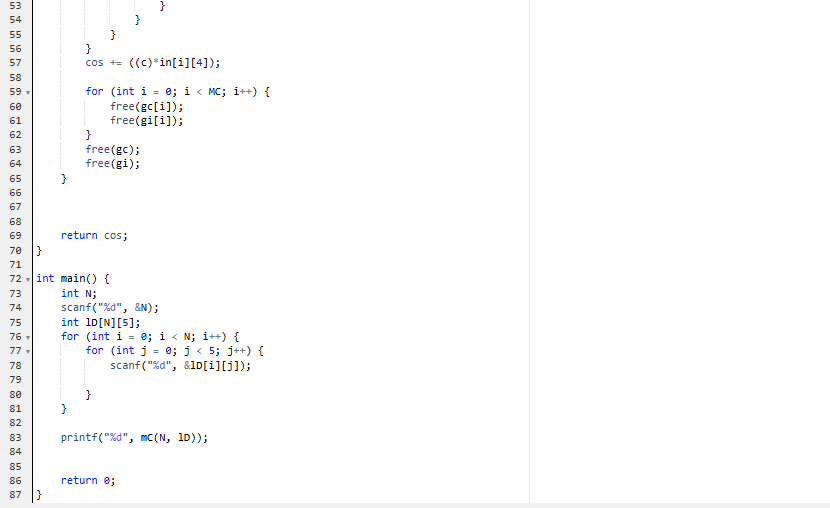 53 }
54 }
55 }
56 }
57 cos += ((c)*in[i][4]);
58
59 for (int i = 0; i < MC; i++) {
60 free(gc[i]);
61 free(gi[i]);
62 }
63 free(gc);
64 free(gi);
65 }
66
67
68
69 return cos;
70 }
71
72 int main() {
73 int N;
74 scanf("%d", &N);
75 int lD[N][5];
76 for (int i = 0; i < N; i++) {
77 for (int j = 0; j < 5; j++) {
78 scanf("%d", &lD[i][j]);
79
80 }
81 }
82
83 printf("%d", mC(N, lD));
84
85
86 return 0;
87 }